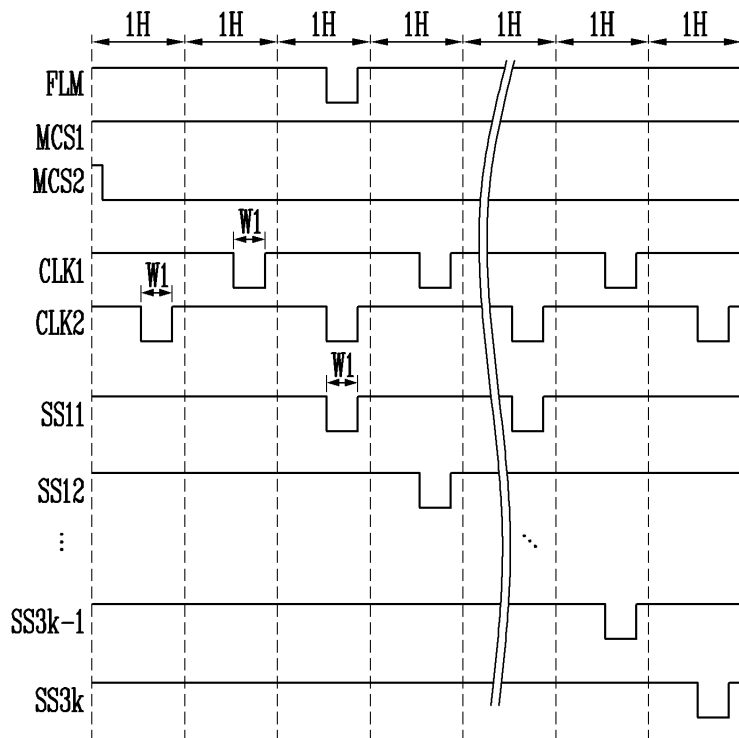 1H 1H 1H 1H 1H 1H 1H
FLM
MCS1
MCS2
W1
CLK1
W1
CLK2
W1
SS11
SS12
⋮
⋱
SS3k-1
SS3k